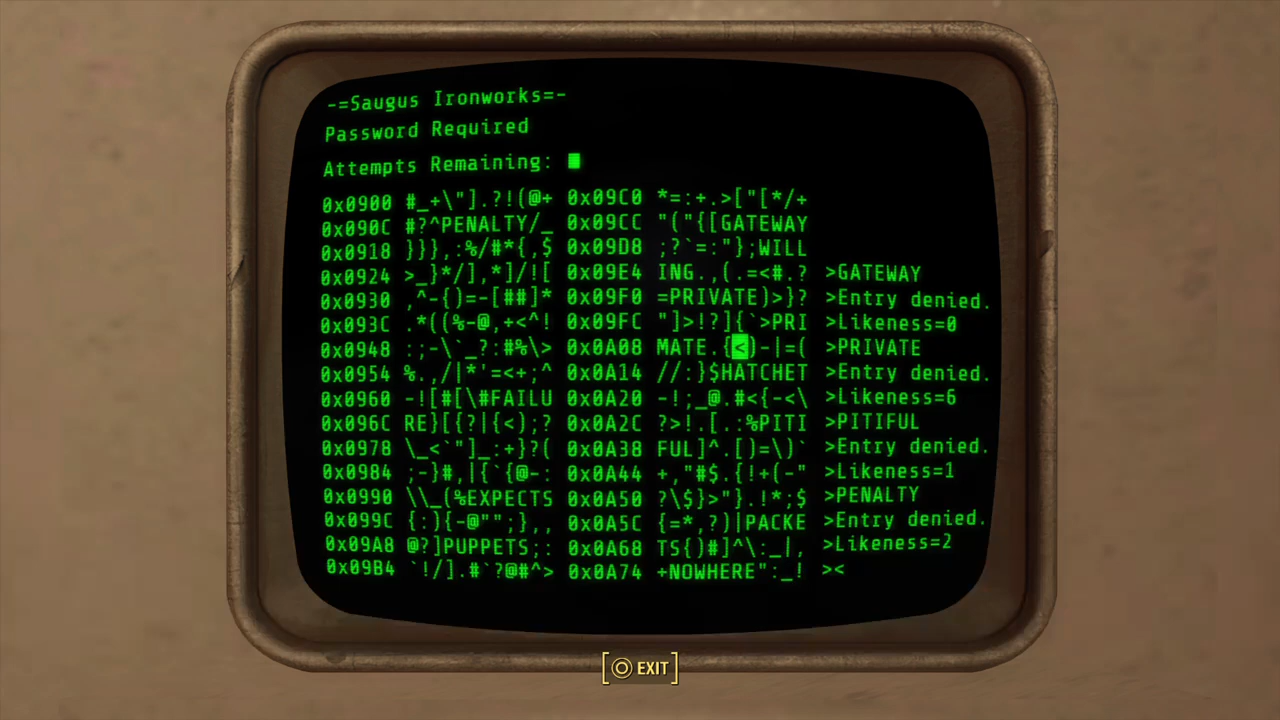 -=Saugus Ironworks=-
Password Required
Attempts Remaining: ■
0x0900 #_+\"].?!(@+ 0x09C0 *=:+.>["[*/+
0x090C #?^PENALTY/_ 0x09CC "("{[GATEWAY
0x0918 }}},:%/#*{,$ 0x09D8 ;?`=:"};WILL
0x0924 >_}*/],*]/![ 0x09E4 ING.,(.=<#.? >GATEWAY
0x0930 ,^-{)=-[##]* 0x09F0 =PRIVATE)>}? >Entry denied.
0x093C .*((%-@,+<^! 0x09FC "]>!?]{`>PRI >Likeness=0
0x0948 :;-\`_?:#%\> 0x0A08 MATE.{<)-|=( >PRIVATE
0x0954 %.,/|*'=<+;^ 0x0A14 //:}$HATCHET >Entry denied.
0x0960 -![#[\#FAILU 0x0A20 -!;_@.#<{-<\ >Likeness=6
0x096C RE}[{?|{<);? 0x0A2C ?>!.[.:%PITI >PITIFUL
0x0978 \_<`"]_:+}?( 0x0A38 FUL]^.[)=\)` >Entry denied.
0x0984 ;-}#,|{`{@-: 0x0A44 +,"#$.{!+(-" >Likeness=1
0x0990 \\_(%EXPECTS 0x0A50 ?\$}>"}.!*;$ >PENALTY
0x099C {:){-@"";},, 0x0A5C {=*,?)|PACKE >Entry denied.
0x09A8 @?]PUPPETS;: 0x0A68 TS{)#]^\:_|, >Likeness=2
0x09B4 `!/].#`?@#^> 0x0A74 +NOWHERE":_! ><
EXIT